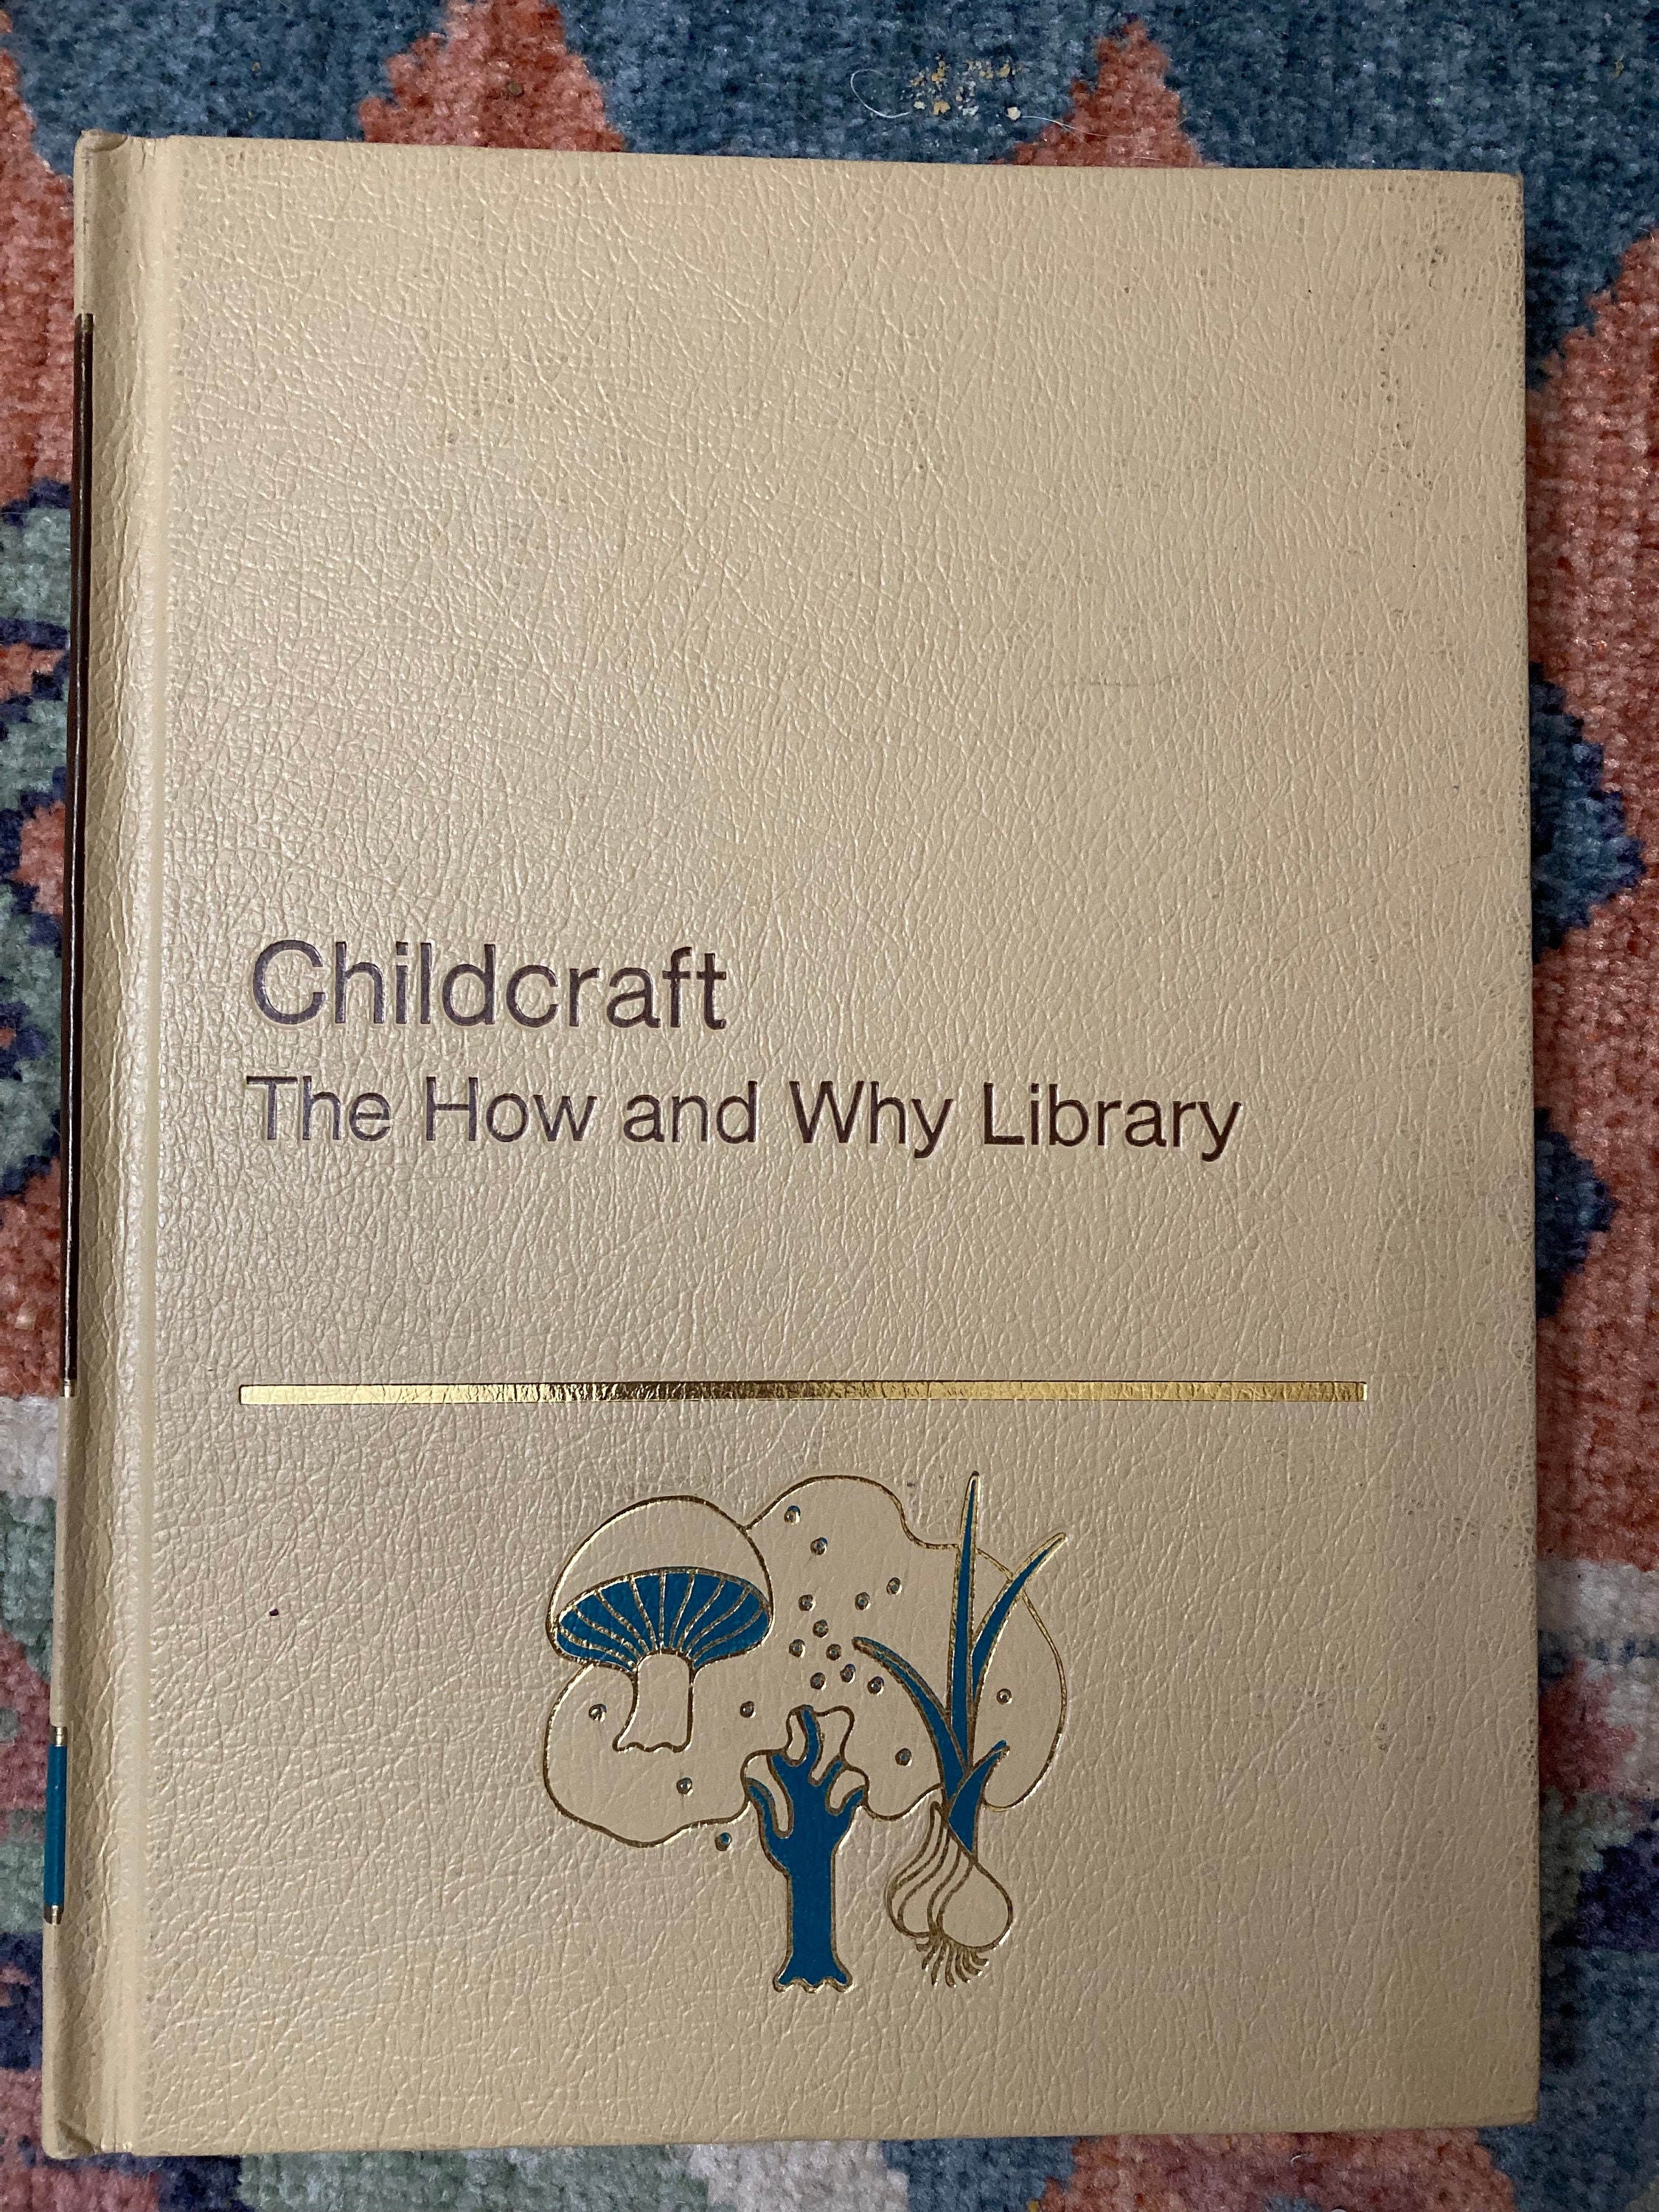 Childcraft
The How and Why Library